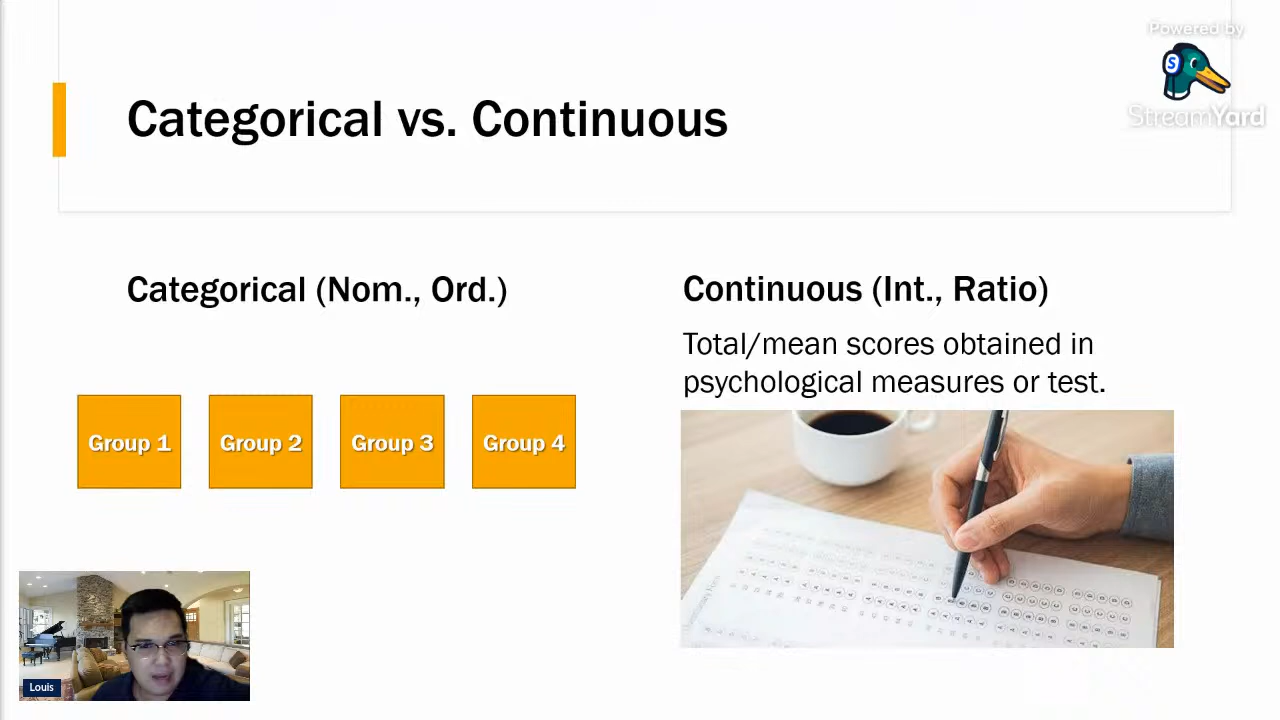 Powered by
StreamYard
Categorical vs. Continuous
Categorical (Nom., Ord.)
Group 1
Group 2
Group 3
Group 4
Continuous (Int., Ratio)
Total/mean scores obtained in
psychological measures or test.
Louis